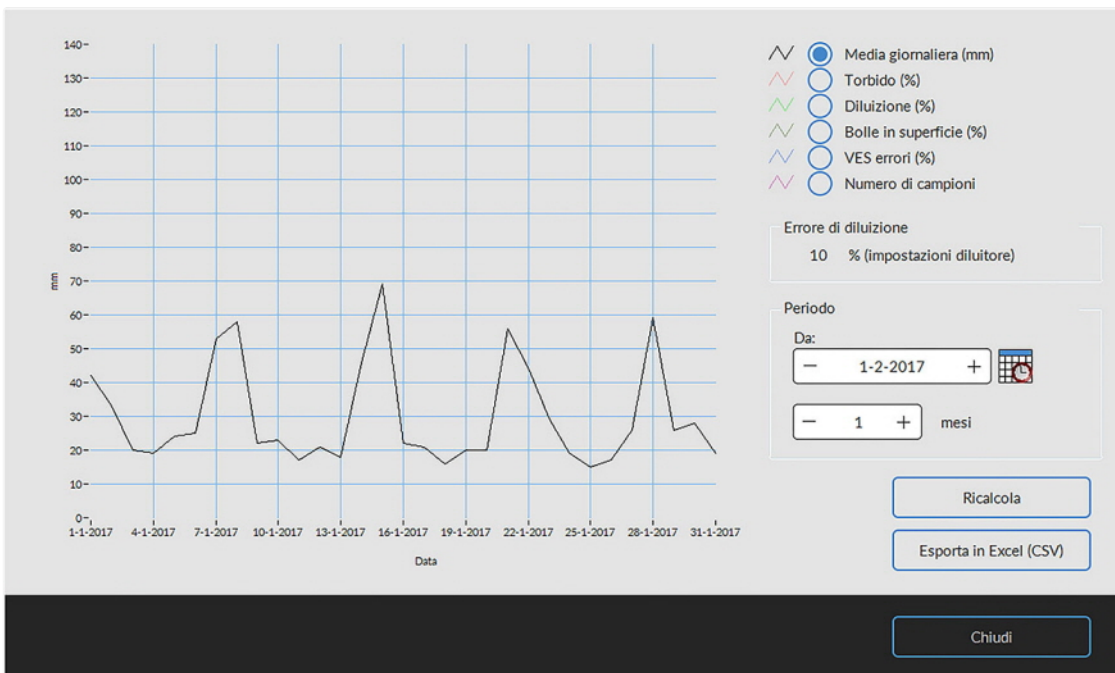 140
130
120
110
100
90
80
70
60
50
40
30
20
10
0
mm
1-1-2017 4-1-2017 7-1-2017 10-1-2017 13-1-2017 16-1-2017 19-1-2017 22-1-2017 25-1-2017 28-1-2017 31-1-2017
Data
Media giornaliera (mm)
Torbido (%)
Diluizione (%)
Bolle in superficie (%)
VES errori (%)
Numero di campioni
Errore di diluizione
10 % (impostazioni diluitore)
Periodo
Da:
− 1-2-2017 +
− 1 + mesi
Ricalcola
Esporta in Excel (CSV)
Chiudi